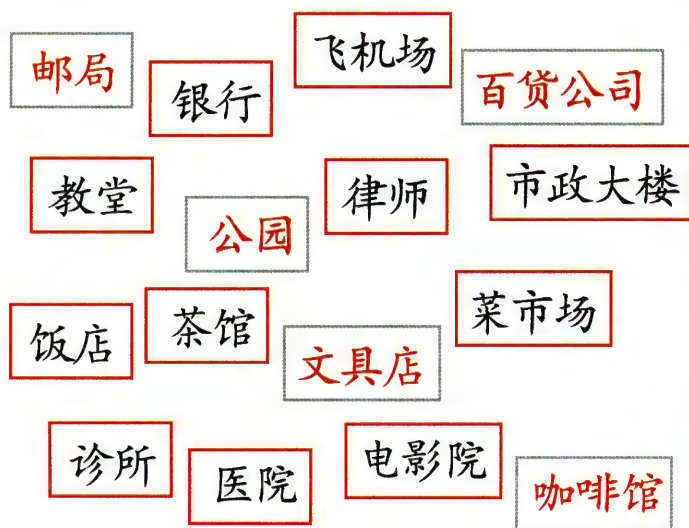 飞机场
邮局
银行
百货公司
教堂
律师
市政大楼
公园
饭店
茶馆
菜市场
文具店
诊所
医院
电影院
咖啡馆